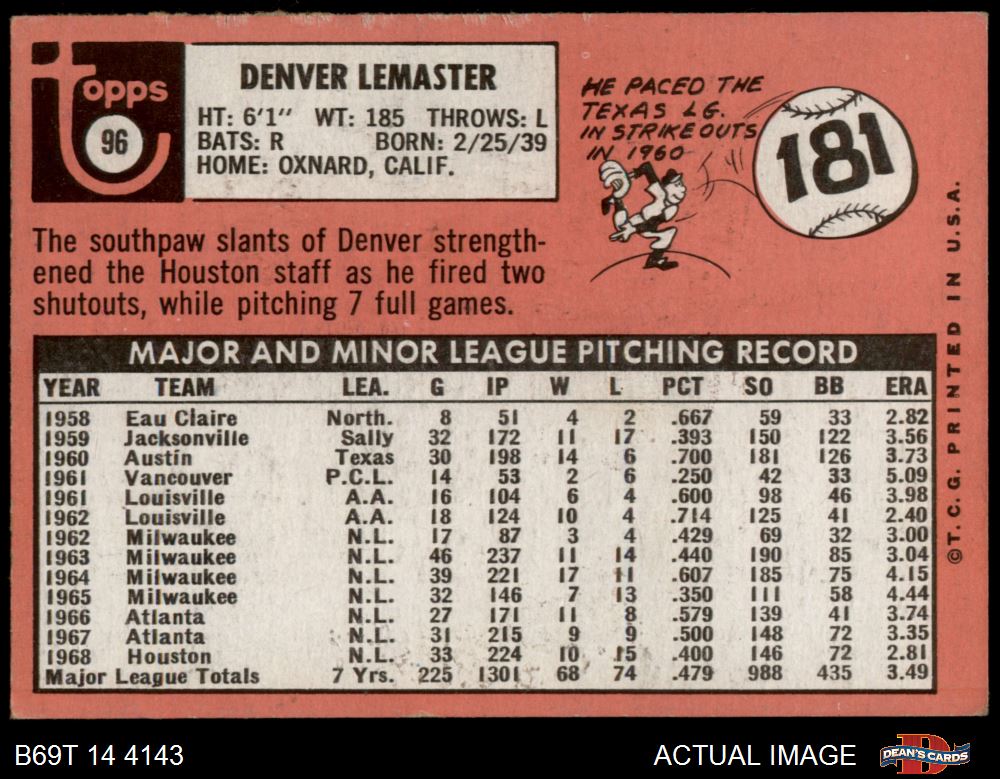 Topps
96
DENVER LEMASTER
HT: 6'1" WT: 185 THROWS: L
BATS: R BORN: 2/25/39
HOME: OXNARD, CALIF.
HE PACED THE
TEXAS LG.
IN STRIKE OUTS
IN 1960
181
The southpaw slants of Denver strength-
ened the Houston staff as he fired two
shutouts, while pitching 7 full games.
MAJOR AND MINOR LEAGUE PITCHING RECORD
YEAR TEAM LEA. G IP W L PCT SO BB ERA
1958 Eau Claire North. 8 51 4 2 .667 59 33 2.82
1959 Jacksonville Sally 32 172 11 17 .393 150 122 3.56
1960 Austin Texas 30 198 14 6 .700 181 126 3.73
1961 Vancouver P.C.L. 14 53 2 6 .250 42 33 5.09
1961 Louisville A.A. 16 104 6 4 .600 98 46 3.98
1962 Louisville A.A. 18 124 10 4 .714 125 41 2.40
1962 Milwaukee N.L. 17 87 3 4 .429 69 32 3.00
1963 Milwaukee N.L. 46 237 11 14 .440 190 85 3.04
1964 Milwaukee N.L. 39 221 17 11 .607 185 75 4.15
1965 Milwaukee N.L. 32 146 7 13 .350 111 58 4.44
1966 Atlanta N.L. 27 171 11 8 .579 139 41 3.74
1967 Atlanta N.L. 31 215 9 9 .500 148 72 3.35
1968 Houston N.L. 33 224 10 15 .400 146 72 2.81
Major League Totals 7 Yrs. 225 1301 68 74 .479 988 435 3.49
©T.C.G. PRINTED IN U.S.A.
B69T 14 4143
ACTUAL IMAGE
DEAN'S CARDS